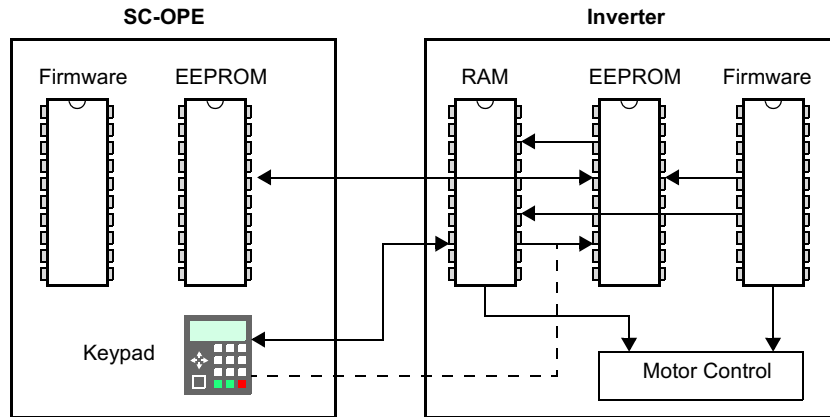 SC-OPE
Inverter
Firmware
EEPROM
RAM
EEPROM
Firmware
Keypad
Motor Control